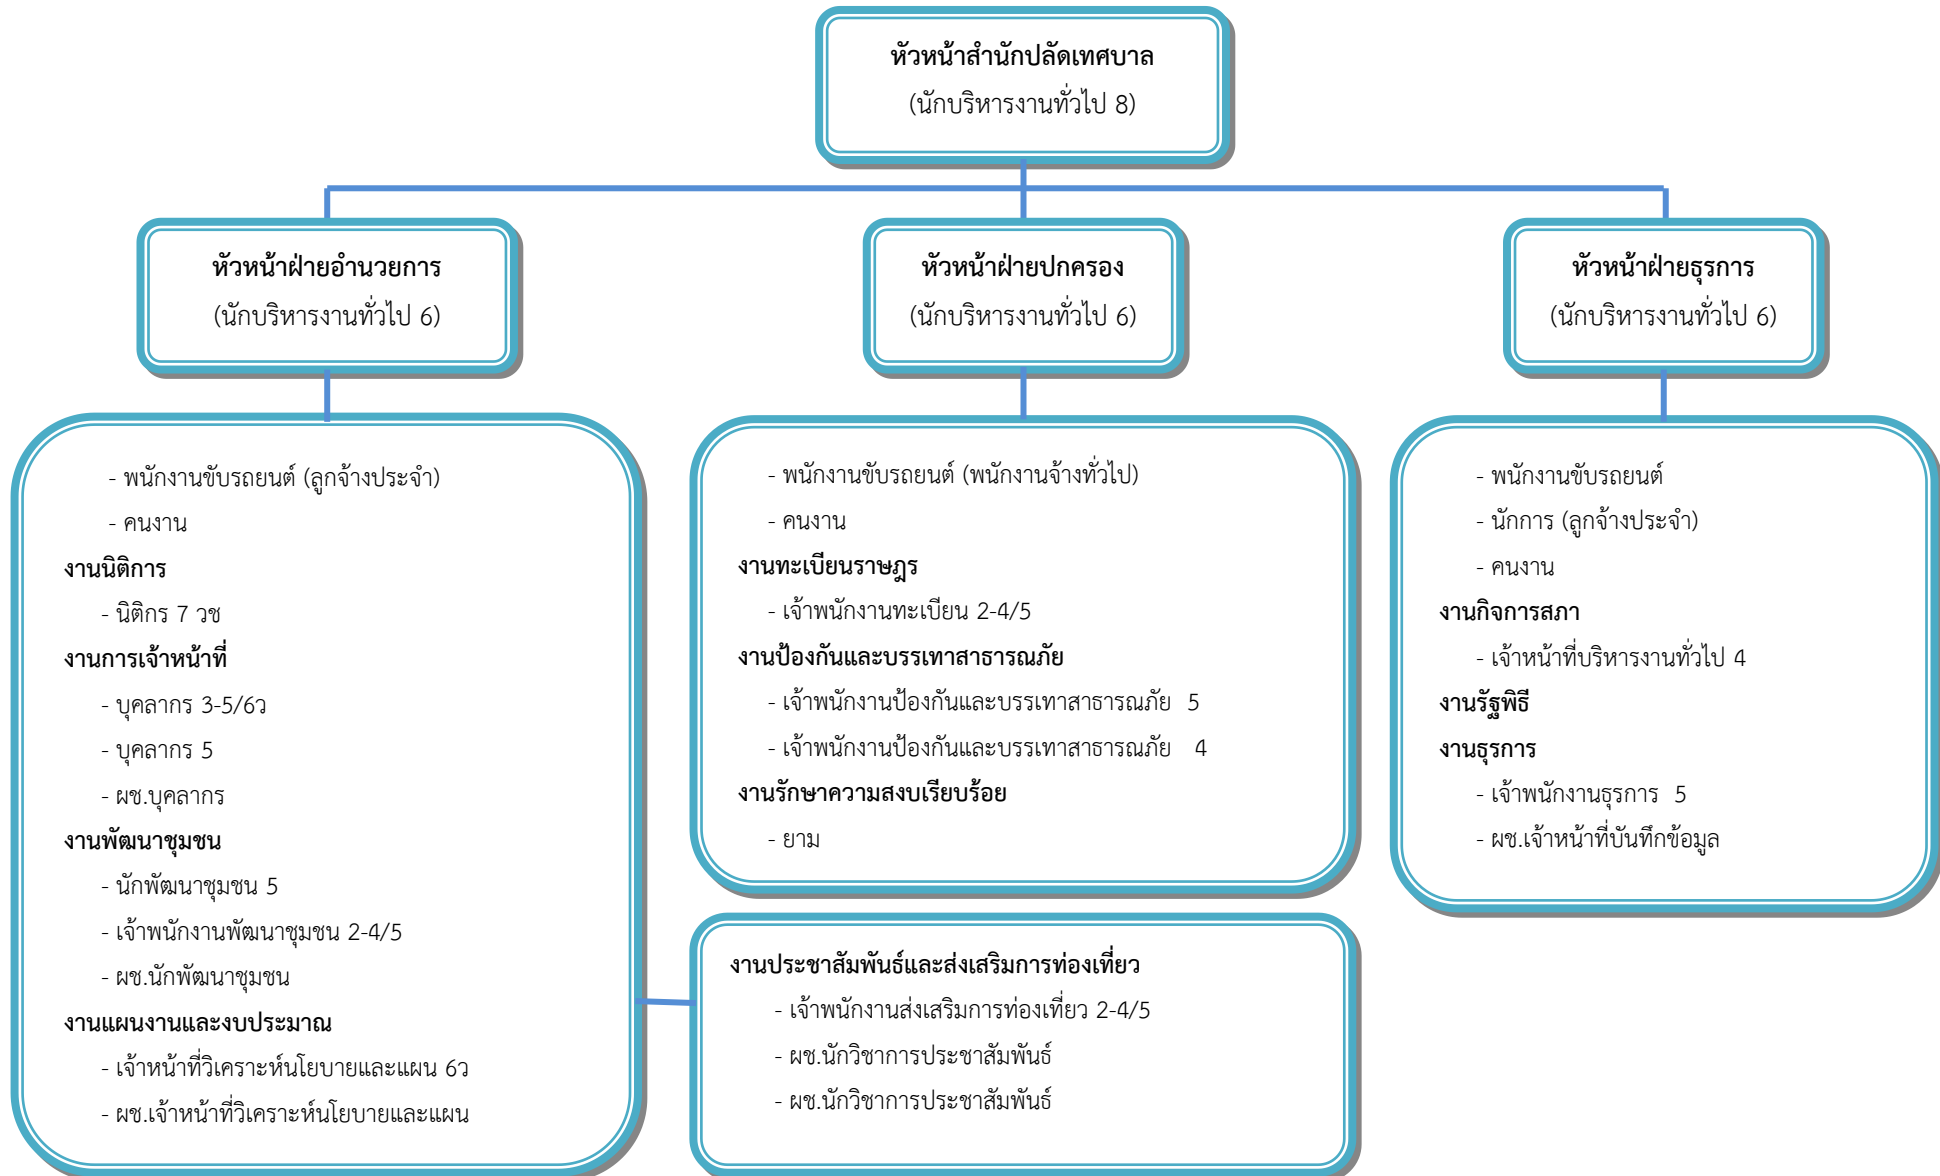 หัวหน้าสำนักปลัดเทศบาล
(นักบริหารงานทั่วไป 8)
หัวหน้าฝ่ายอำนวยการ
(นักบริหารงานทั่วไป 6)
หัวหน้าฝ่ายปกครอง
(นักบริหารงานทั่วไป 6)
หัวหน้าฝ่ายธุรการ
(นักบริหารงานทั่วไป 6)
- พนักงานขับรถยนต์ (ลูกจ้างประจำ)
- คนงาน
งานนิติการ
- นิติกร 7 วช
งานการเจ้าหน้าที่
- บุคลากร 3-5/6ว
- บุคลากร 5
- ผช.บุคลากร
งานพัฒนาชุมชน
- นักพัฒนาชุมชน 5
- เจ้าพนักงานพัฒนาชุมชน 2-4/5
- ผช.นักพัฒนาชุมชน
งานแผนงานและงบประมาณ
- เจ้าหน้าที่วิเคราะห์นโยบายและแผน 6ว
- ผช.เจ้าหน้าที่วิเคราะห์นโยบายและแผน
- พนักงานขับรถยนต์ (พนักงานจ้างทั่วไป)
- คนงาน
งานทะเบียนราษฎร
- เจ้าพนักงานทะเบียน 2-4/5
งานป้องกันและบรรเทาสาธารณภัย
- เจ้าพนักงานป้องกันและบรรเทาสาธารณภัย 5
- เจ้าพนักงานป้องกันและบรรเทาสาธารณภัย 4
งานรักษาความสงบเรียบร้อย
- ยาม
งานประชาสัมพันธ์และส่งเสริมการท่องเที่ยว
- เจ้าพนักงานส่งเสริมการท่องเที่ยว 2-4/5
- ผช.นักวิชาการประชาสัมพันธ์
- ผช.นักวิชาการประชาสัมพันธ์
- พนักงานขับรถยนต์
- นักการ (ลูกจ้างประจำ)
- คนงาน
งานกิจการสภา
- เจ้าหน้าที่บริหารงานทั่วไป 4
งานรัฐพิธี
งานธุรการ
- เจ้าพนักงานธุรการ 5
- ผช.เจ้าหน้าที่บันทึกข้อมูล